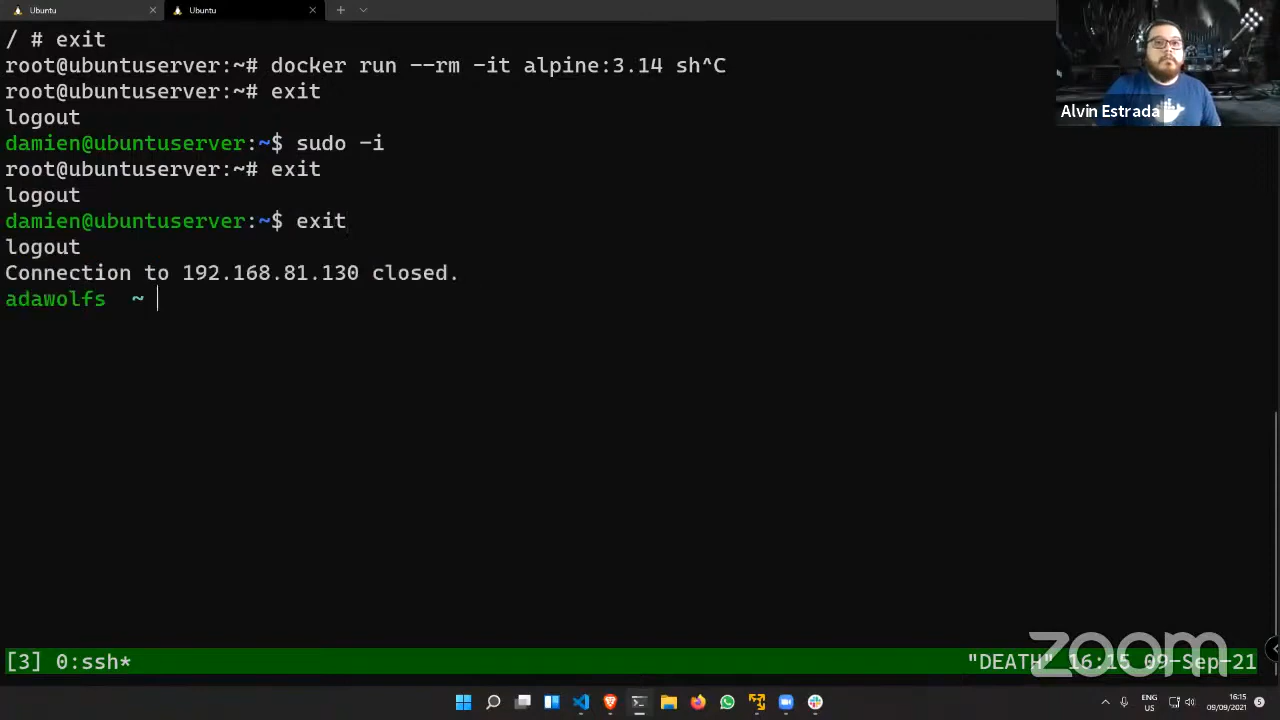 Ubuntu
Ubuntu
/ # exit
root@ubuntuserver:~# docker run --rm -it alpine:3.14 sh^C
root@ubuntuserver:~# exit
logout
damien@ubuntuserver:~$ sudo -i
root@ubuntuserver:~# exit
logout
damien@ubuntuserver:~$ exit
logout
Connection to 192.168.81.130 closed.
adawolfs ~
Alvin Estrada
zoom
[3] 0:ssh* "DEATH" 16:15 09-Sep-21
ENG
US
16:15
09/09/2021
5